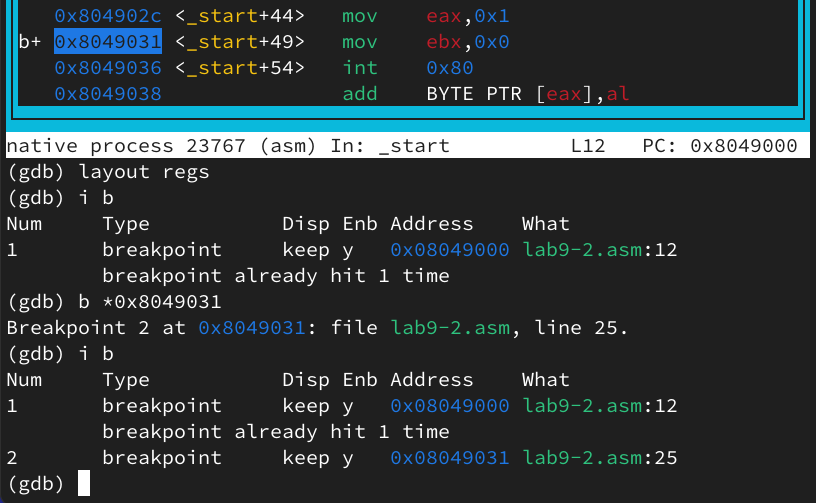 0x804902c <_start+44> mov eax,0x1
b+ 0x8049031 <_start+49> mov ebx,0x0
0x8049036 <_start+54> int 0x80
0x8049038 add BYTE PTR [eax],al
native process 23767 (asm) In: _start L12 PC: 0x8049000
(gdb) layout regs
(gdb) i b
Num Type Disp Enb Address What
1 breakpoint keep y 0x08049000 lab9-2.asm:12
breakpoint already hit 1 time
(gdb) b *0x8049031
Breakpoint 2 at 0x8049031: file lab9-2.asm, line 25.
(gdb) i b
Num Type Disp Enb Address What
1 breakpoint keep y 0x08049000 lab9-2.asm:12
breakpoint already hit 1 time
2 breakpoint keep y 0x08049031 lab9-2.asm:25
(gdb)